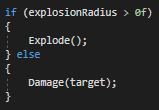 if (explosionRadius > 0f)
{
    Explode();
} else
{
    Damage(target);
}